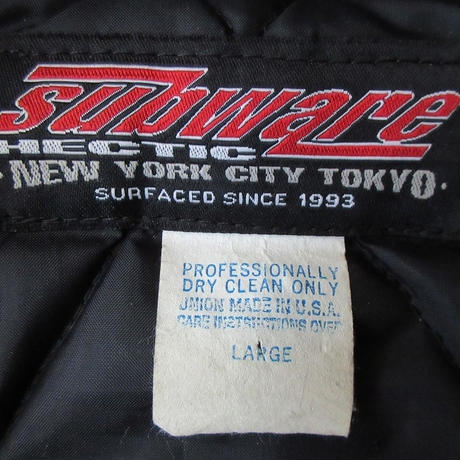 Subware
HECTIC
·NEW YORK CITY TOKYO·
SURFACED SINCE 1993
PROFESSIONALLY
DRY CLEAN ONLY
UNION MADE IN U.S.A.
CARE INSTRUCTIONS OVER
LARGE